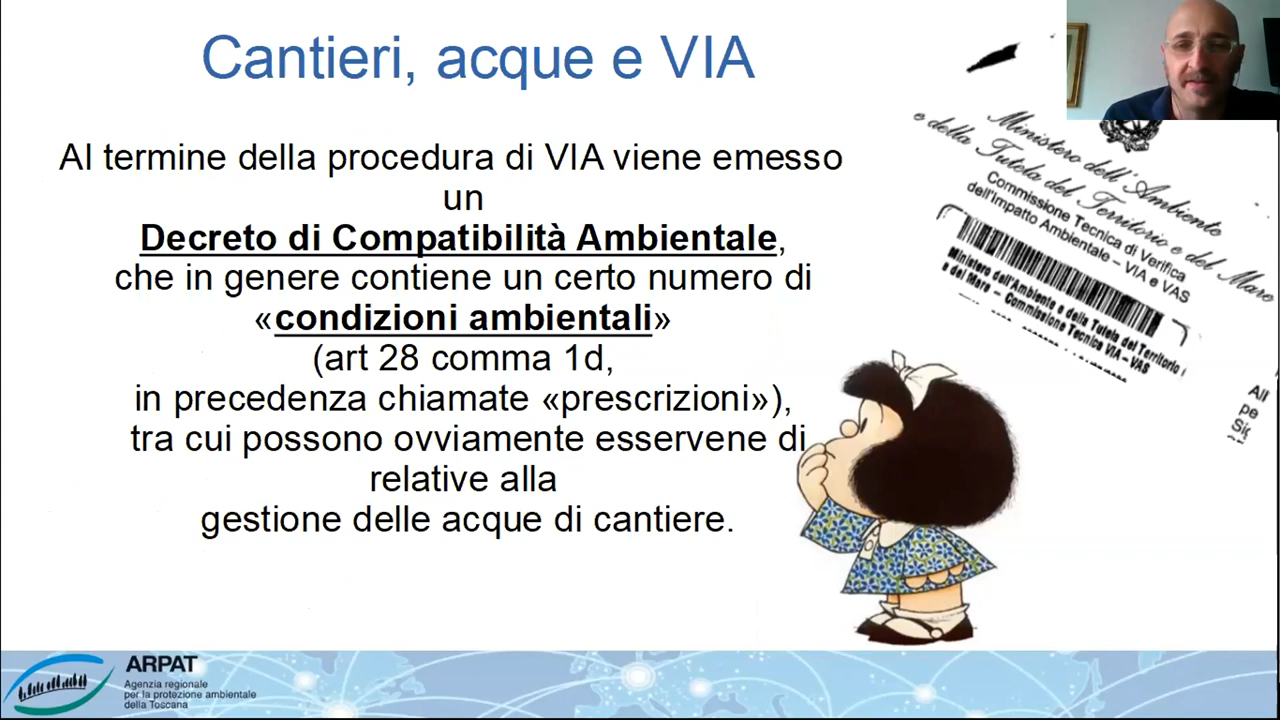 Cantieri, acque e VIA
Al termine della procedura di VIA viene emesso
un
Decreto di Compatibilità Ambientale,
che in genere contiene un certo numero di
«condizioni ambientali»
(art 28 comma 1d,
in precedenza chiamate «prescrizioni»),
tra cui possono ovviamente esservene di
relative alla
gestione delle acque di cantiere.
Ministero dell'Ambiente
e della Tutela del Territorio e del Mare
Commissione Tecnica di Verifica
dell'Impatto Ambientale – VIA e VAS
Ministero dell'Ambiente e della Tutela del Territorio
e del Mare – Commissione Tecnica VIA – VAS
All
pe
ARPAT
Agenzia regionale
per la protezione ambientale
della Toscana